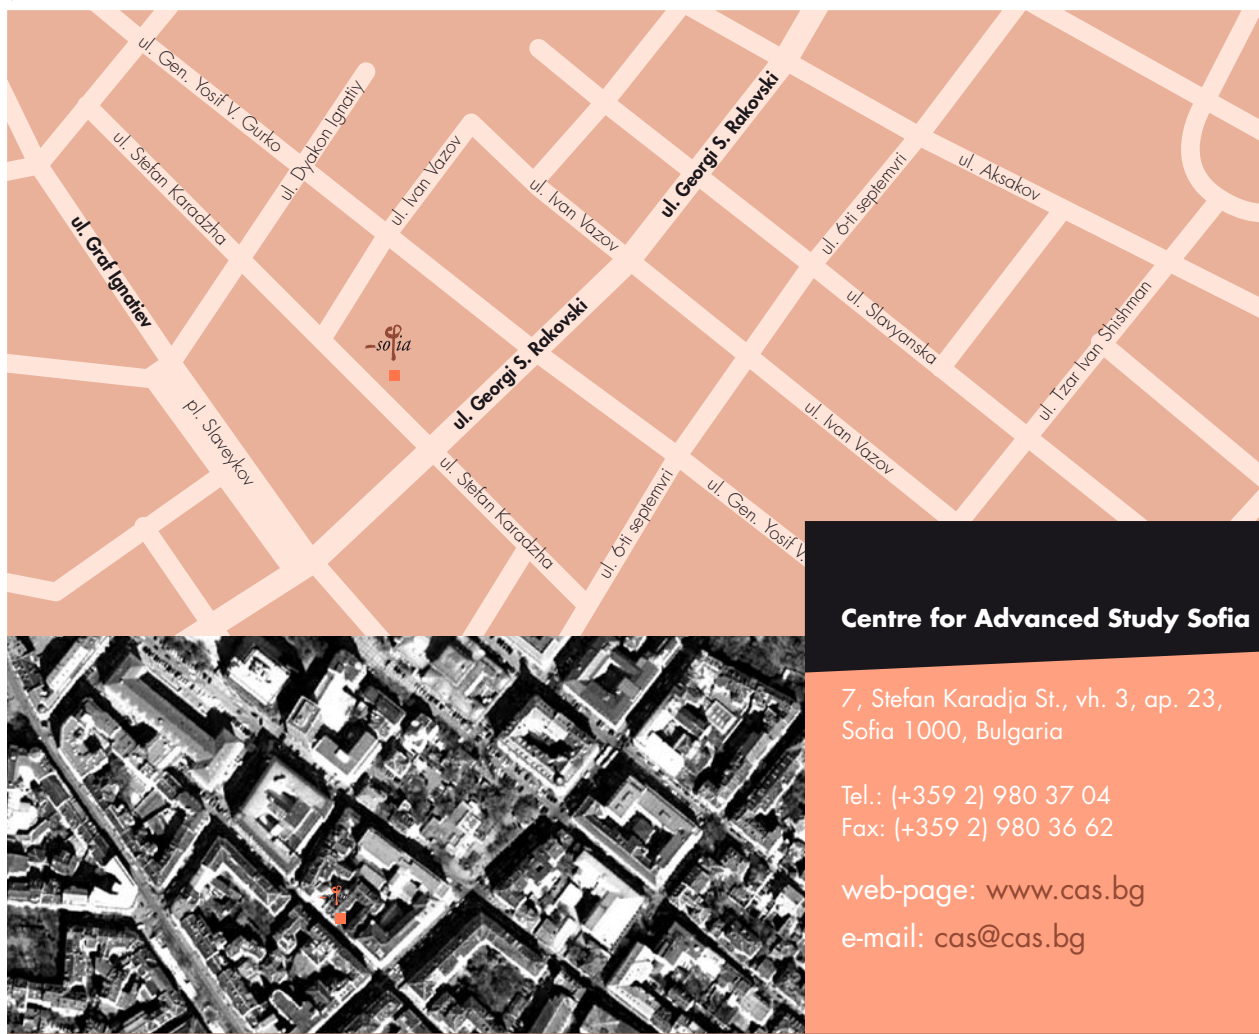 ul. Gen. Yosif V. Gurko
ul. Dyakon Ignatiy
ul. Stefan Karadzha
ul. Ivan Vazov
ul. Ivan Vazov
ul. Georgi S. Rakovski
ul. 6-ti septemvri
ul. Aksakov
ul. Graf Ignatiev
sofia
ul. Georgi S. Rakovski
ul. Slavyanska
ul. Tzar Ivan Shishman
pl. Slaveykov
ul. Ivan Vazov
ul. Stefan Karadzha
ul. 6-ti septemvri
ul. Gen. Yosif V.
Centre for Advanced Study Sofia
7, Stefan Karadja St., vh. 3, ap. 23,
Sofia 1000, Bulgaria
Tel.: (+359 2) 980 37 04
Fax: (+359 2) 980 36 62
web-page: www.cas.bg
e-mail: cas@cas.bg